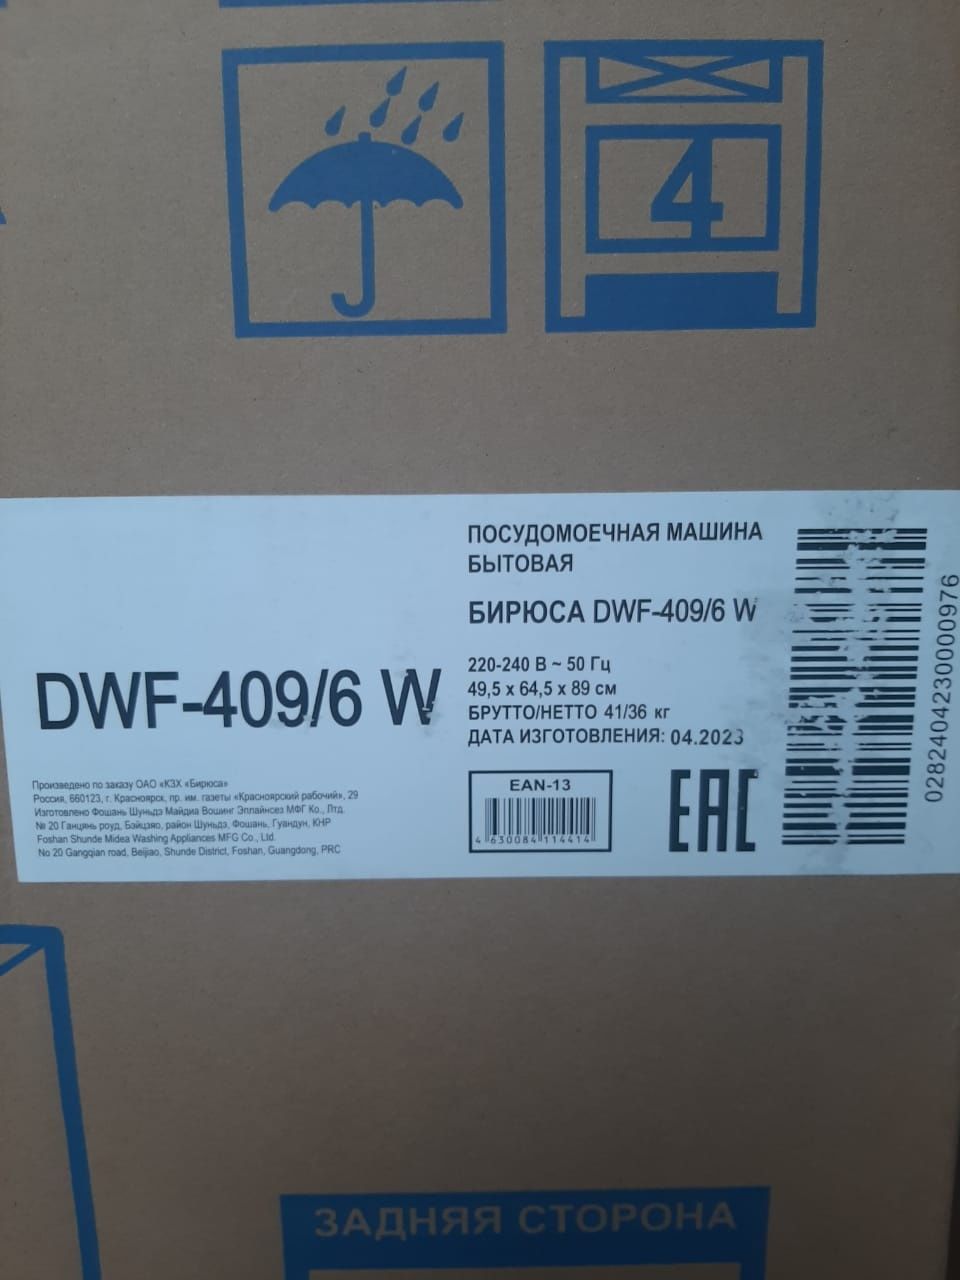 4
ПОСУДОМОЕЧНАЯ МАШИНА
БЫТОВАЯ
БИРЮСА DWF-409/6 W
DWF-409/6 W
220-240 В ~ 50 Гц
49,5 x 64,5 x 89 см
БРУТТО/НЕТТО 41/36 кг
ДАТА ИЗГОТОВЛЕНИЯ: 04.2023
Произведено по заказу ОАО «КЗХ «Бирюса»
Россия, 660123, г. Красноярск, пр. им. газеты «Красноярский рабочий», 29
Изготовлено Фошань Шуньдэ Майдиа Вошинг Эплайнсиз МФГ Ко., Лтд.
№ 20 Ганцянь роуд, Бэйцзяо, район Шуньдэ, Фошань, Гуандун, КНР
Foshan Shunde Midea Washing Appliances MFG Co., Ltd.
No 20 Gangqian road, Beijiao, Shunde District, Foshan, Guangdong, PRC
EAN-13
4 630084 114414
EAC
0282404230000976
ЗАДНЯЯ СТОРОНА